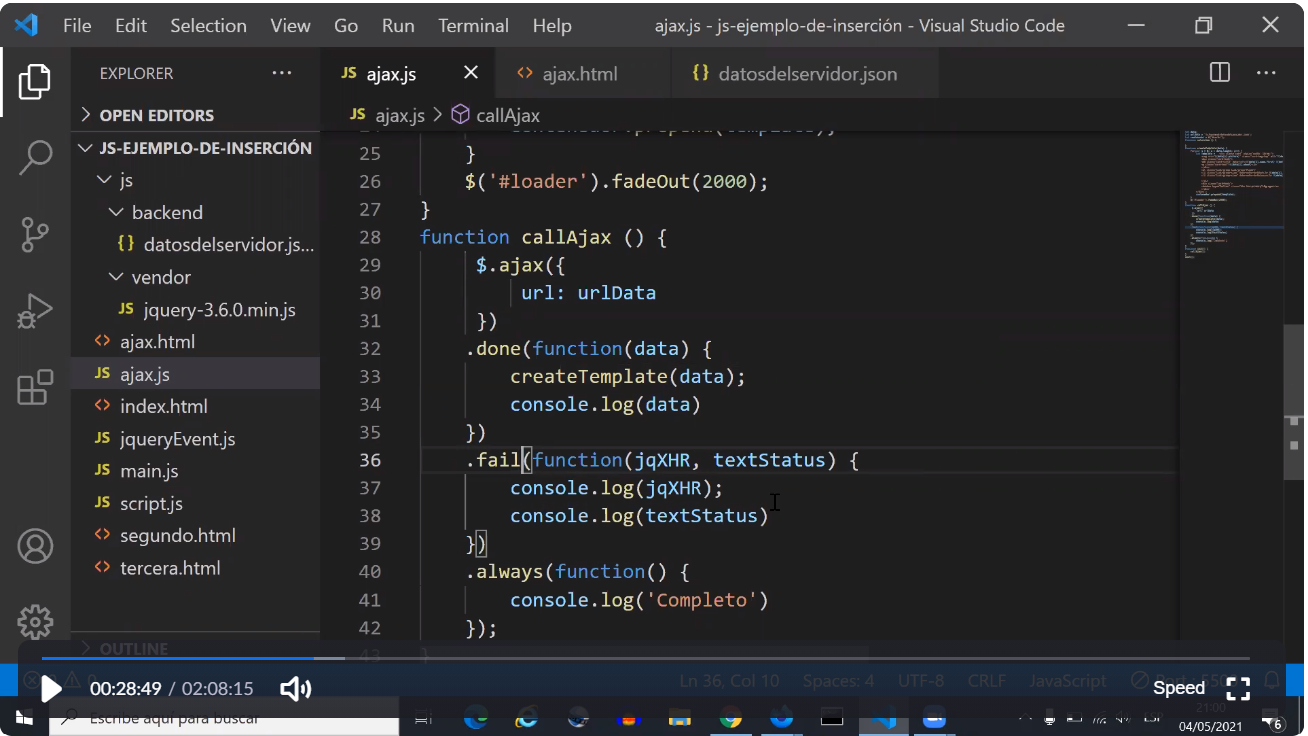 File Edit Selection View Go Run Terminal Help ajax.js - js-ejemplo-de-inserción - Visual Studio Code
EXPLORER
JS ajax.js
ajax.html
{} datosdelservidor.json
OPEN EDITORS
JS ajax.js > callAjax
JS-EJEMPLO-DE-INSERCIÓN
js
backend
{} datosdelservidor.js...
vendor
JS jquery-3.6.0.min.js
ajax.html
JS ajax.js
index.html
JS jqueryEvent.js
JS main.js
JS script.js
segundo.html
tercera.html
OUTLINE
25 }
26 $('#loader').fadeOut(2000);
27 }
28 function callAjax () {
29 $.ajax({
30 url: urlData
31 })
32 .done(function(data) {
33 createTemplate(data);
34 console.log(data)
35 })
36 .fail(function(jqXHR, textStatus) {
37 console.log(jqXHR);
38 console.log(textStatus)
39 })
40 .always(function() {
41 console.log('Completo')
42 });
43 }
Ln 36, Col 10 Spaces: 4 UTF-8 CRLF JavaScript
00:28:49 / 02:08:15
Speed
Escribe aquí para buscar
ESP
21:00
04/05/2021
6